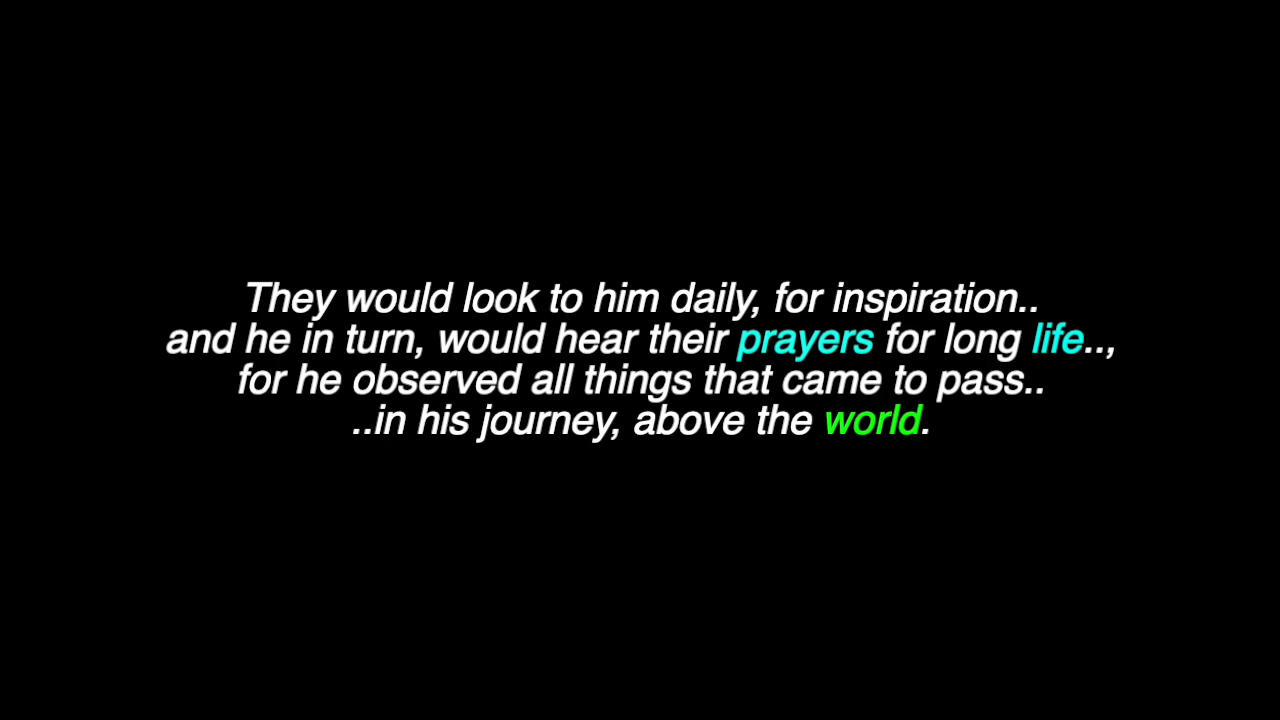 They would look to him daily, for inspiration..
and he in turn, would hear their prayers for long life..,
for he observed all things that came to pass..
..in his journey, above the world.